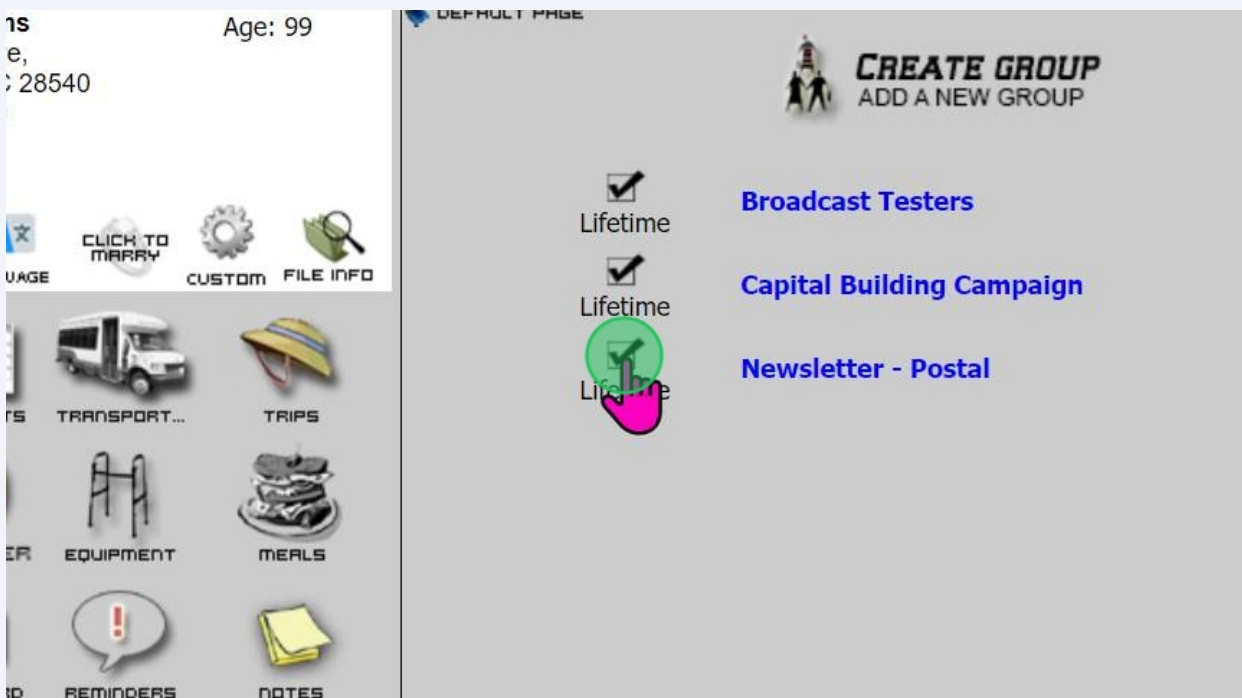 Age: 99
e,
28540
CLICK TO
MARRY
CUSTOM
FILE INFO
TRANSPORT...
TRIPS
EQUIPMENT
MEALS
REMINDERS
NOTES
DEFAULT PAGE
CREATE GROUP
ADD A NEW GROUP
Lifetime
Broadcast Testers
Lifetime
Capital Building Campaign
Lifetime
Newsletter - Postal